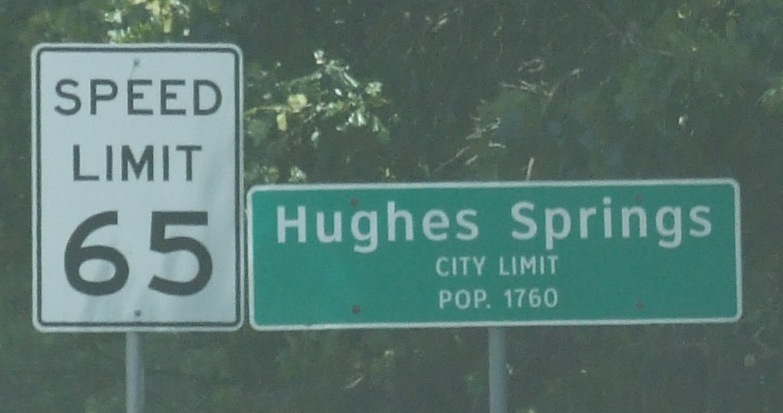 SPEED
LIMIT
65
Hughes Springs
CITY LIMIT
POP. 1760